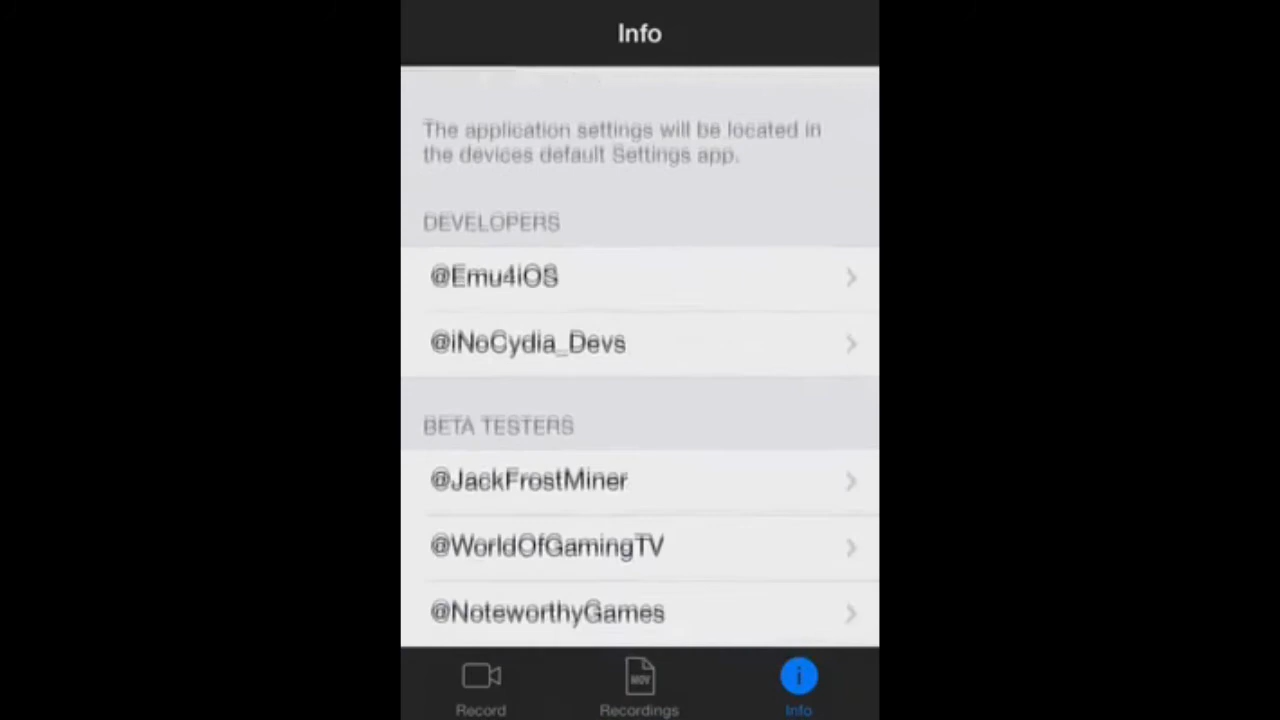 Info
The application settings will be located in
the devices default Settings app.
DEVELOPERS
@Emu4iOS
@iNoCydia_Devs
BETA TESTERS
@JackFrostMiner
@WorldOfGamingTV
@NoteworthyGames
MOV
i
Record
Recordings
Info